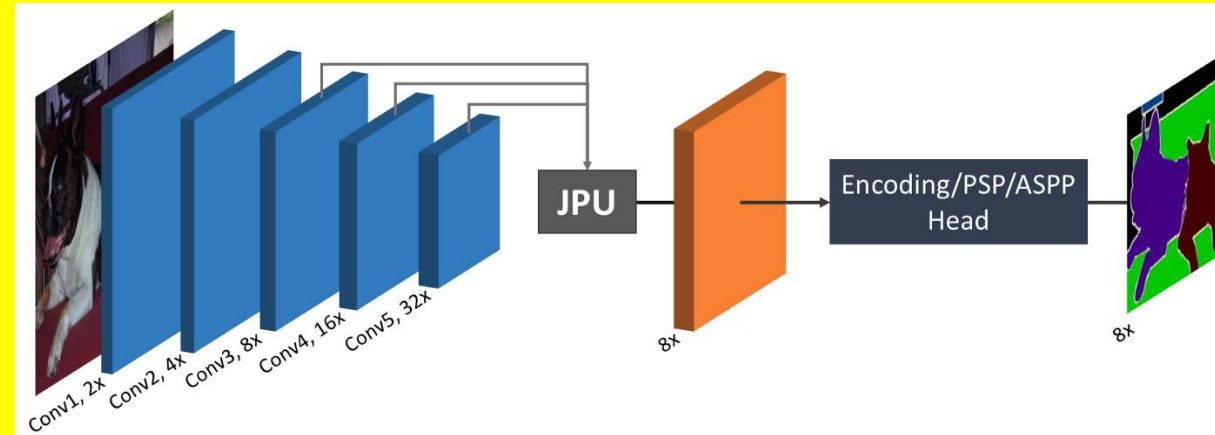 Conv1, 2x
Conv2, 4x
Conv3, 8x
Conv4, 16x
Conv5, 32x
JPU
8x
Encoding/PSP/ASPP
Head
8x